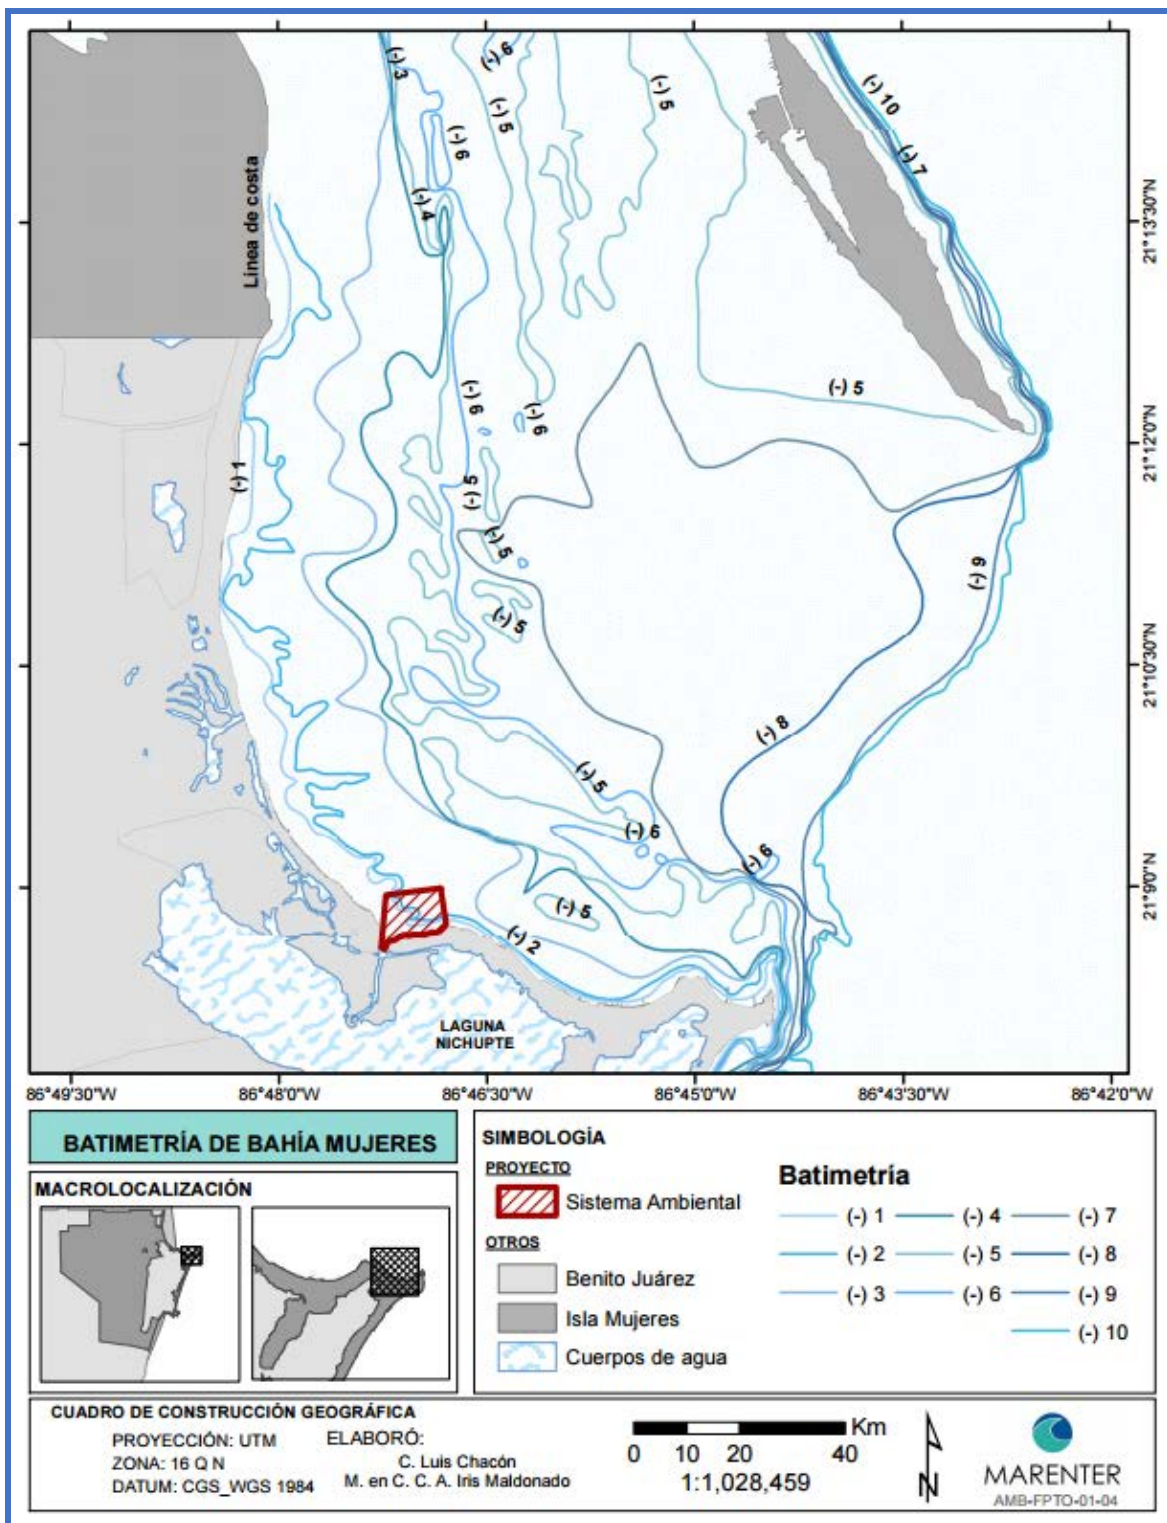 (-) 3
(-) 6
(-) 5
(-) 5
(-) 10
(-) 7
(-) 6
(-) 4
Línea de costa
21°13'30"N
(-) 5
(-) 6
(-) 6
21°12'0"N
(-) 1
(-) 5
(-) 5
(-) 9
(-) 5
21°10'30"N
(-) 8
(-) 5
(-) 6
(-) 6
21°9'0"N
(-) 5
(-) 2
LAGUNA
NICHUPTE
86°49'30"W 86°48'0"W 86°46'30"W 86°45'0"W 86°43'30"W 86°42'0"W
BATIMETRÍA DE BAHÍA MUJERES
MACROLOCALIZACIÓN
SIMBOLOGÍA
PROYECTO
Sistema Ambiental
OTROS
Benito Juárez
Isla Mujeres
Cuerpos de agua
Batimetría
(-) 1 (-) 4 (-) 7
(-) 2 (-) 5 (-) 8
(-) 3 (-) 6 (-) 9
(-) 10
CUADRO DE CONSTRUCCIÓN GEOGRÁFICA
PROYECCIÓN: UTM
ZONA: 16 Q N
DATUM: CGS_WGS 1984
ELABORÓ:
C. Luis Chacón
M. en C. C. A. Iris Maldonado
Km
0 10 20 40
1:1,028,459
N
MARENTER
AMB-FPTO-01-04